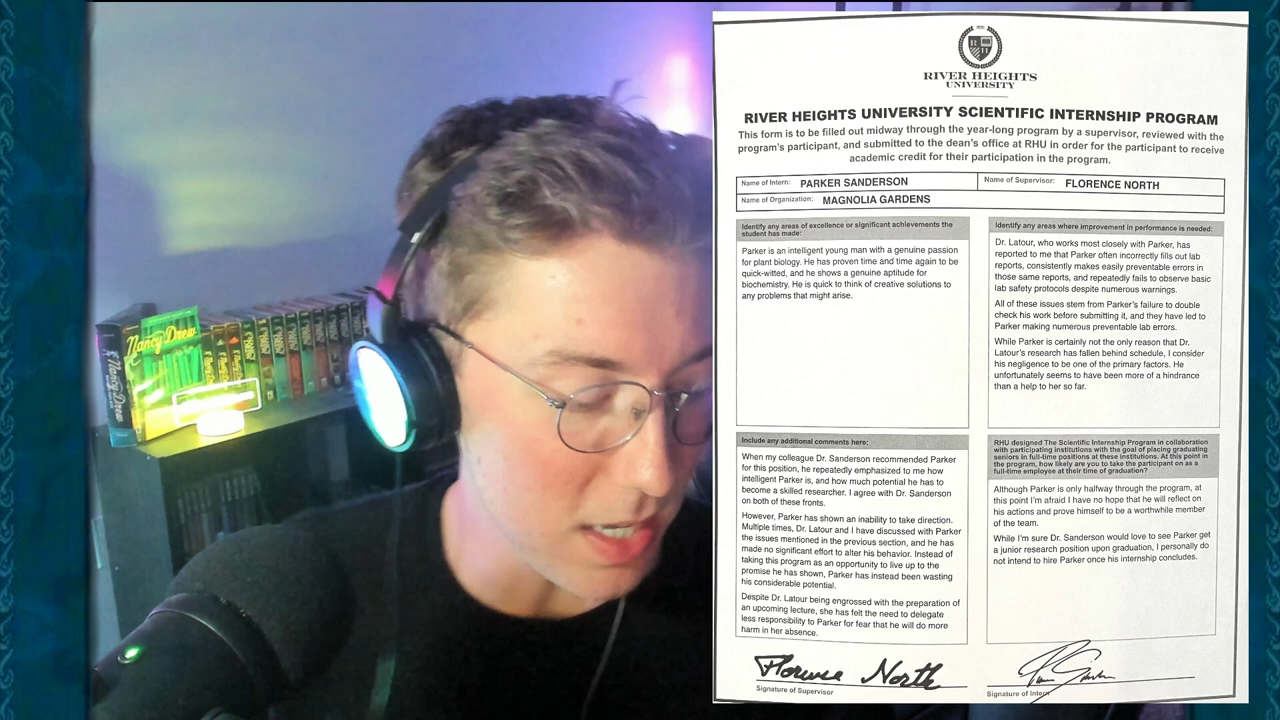 RIVER HEIGHTS
UNIVERSITY
RIVER HEIGHTS UNIVERSITY SCIENTIFIC INTERNSHIP PROGRAM
This form is to be filled out midway through the year-long program by a supervisor, reviewed with the
program's participant, and submitted to the dean's office at RHU in order for the participant to receive
academic credit for their participation in the program.
Name of Intern: PARKER SANDERSON
Name of Supervisor: FLORENCE NORTH
Name of Organization: MAGNOLIA GARDENS
Identify any areas of excellence or significant achievements the
student has made:
Parker is an intelligent young man with a genuine passion
for plant biology. He has proven time and time again to be
quick-witted, and he shows a genuine aptitude for
biochemistry. He is quick to think of creative solutions to
any problems that might arise.
Identify any areas where improvement in performance is needed:
Dr. Latour, who works most closely with Parker, has
reported to me that Parker often incorrectly fills out lab
reports, consistently makes easily preventable errors in
those same reports, and repeatedly fails to observe basic
lab safety protocols despite numerous warnings.
All of these issues stem from Parker's failure to double
check his work before submitting it, and they have led to
Parker making numerous preventable lab errors.
While Parker is certainly not the only reason that Dr.
Latour's research has fallen behind schedule, I consider
his negligence to be one of the primary factors. He
unfortunately seems to have been more of a hindrance
than a help to her so far.
Include any additional comments here:
When my colleague Dr. Sanderson recommended Parker
for this position, he repeatedly emphasized to me how
intelligent Parker is, and how much potential he has to
become a skilled researcher. I agree with Dr. Sanderson
on both of these fronts.
However, Parker has shown an inability to take direction.
Multiple times, Dr. Latour and I have discussed with Parker
the issues mentioned in the previous section, and he has
made no significant effort to alter his behavior. Instead of
taking this program as an opportunity to live up to the
promise he has shown, Parker has instead been wasting
his considerable potential.
Despite Dr. Latour being engrossed with the preparation of
an upcoming lecture, she has felt the need to delegate
less responsibility to Parker for fear that he will do more
harm in her absence.
RHU designed The Scientific Internship Program in collaboration
with participating institutions with the goal of placing graduating
seniors in full-time positions at these institutions. At this point in
the program, how likely are you to take the participant on as a
full-time employee at their time of graduation?
Although Parker is only halfway through the program, at
this point I'm afraid I have no hope that he will reflect on
his actions and prove himself to be a worthwhile member
of the team.
While I'm sure Dr. Sanderson would love to see Parker get
a junior research position upon graduation, I personally do
not intend to hire Parker once his internship concludes.
Florence North
Signature of Supervisor
Signature of Intern
Nancy Drew
Nancy Drew